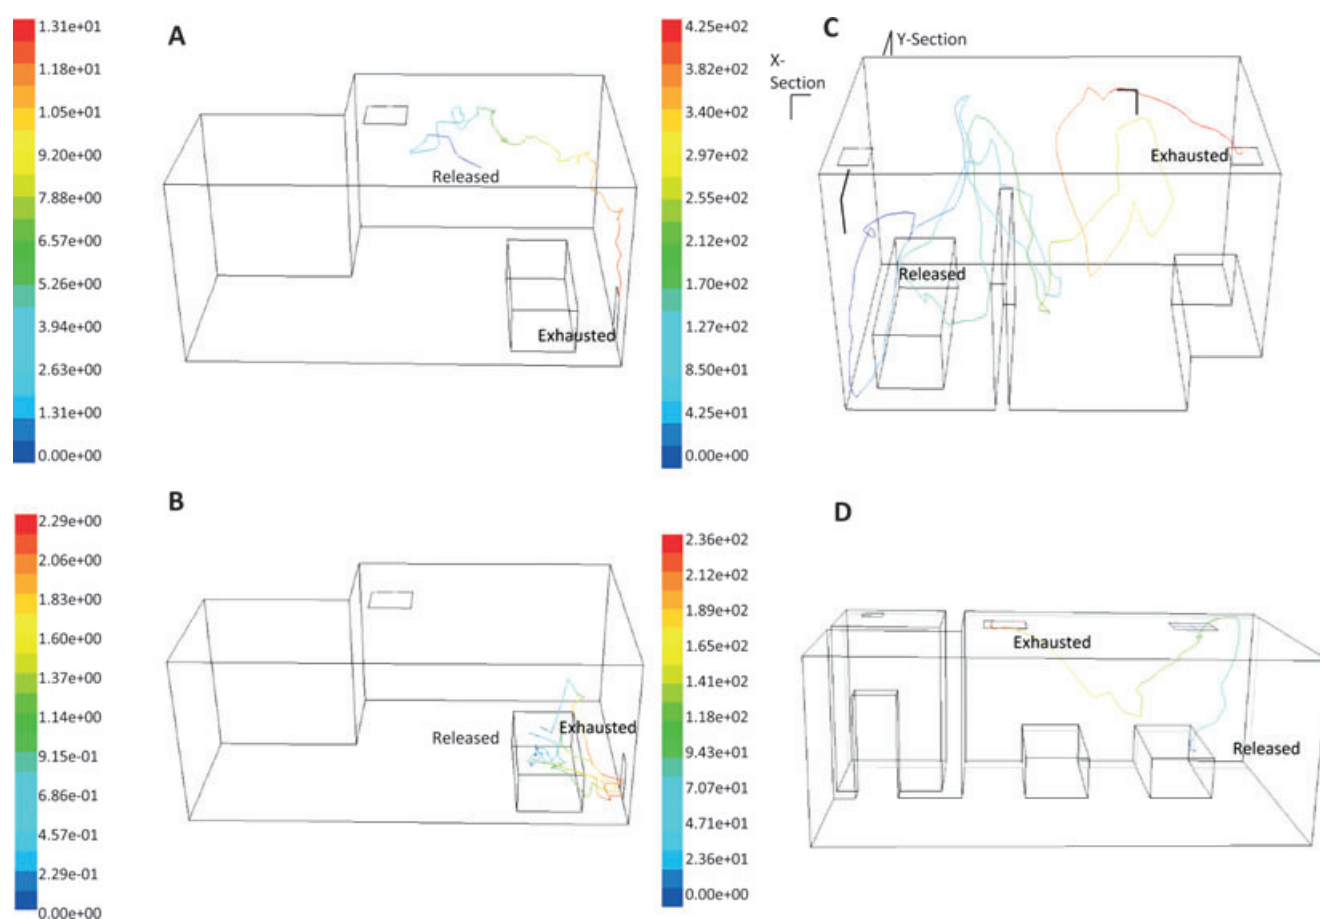 A
1.31e+01
1.18e+01
1.05e+01
9.20e+00
7.88e+00
6.57e+00
5.26e+00
3.94e+00
2.63e+00
1.31e+00
0.00e+00
Released
Exhausted
C
4.25e+02
3.82e+02
3.40e+02
2.97e+02
2.55e+02
2.12e+02
1.70e+02
1.27e+02
8.50e+01
4.25e+01
0.00e+00
Y-Section
X-
Section
Exhausted
Released
B
2.29e+00
2.06e+00
1.83e+00
1.60e+00
1.37e+00
1.14e+00
9.15e-01
6.86e-01
4.57e-01
2.29e-01
0.00e+00
Released
Exhausted
D
2.36e+02
2.12e+02
1.89e+02
1.65e+02
1.41e+02
1.18e+02
9.43e+01
7.07e+01
4.71e+01
2.36e+01
0.00e+00
Exhausted
Released